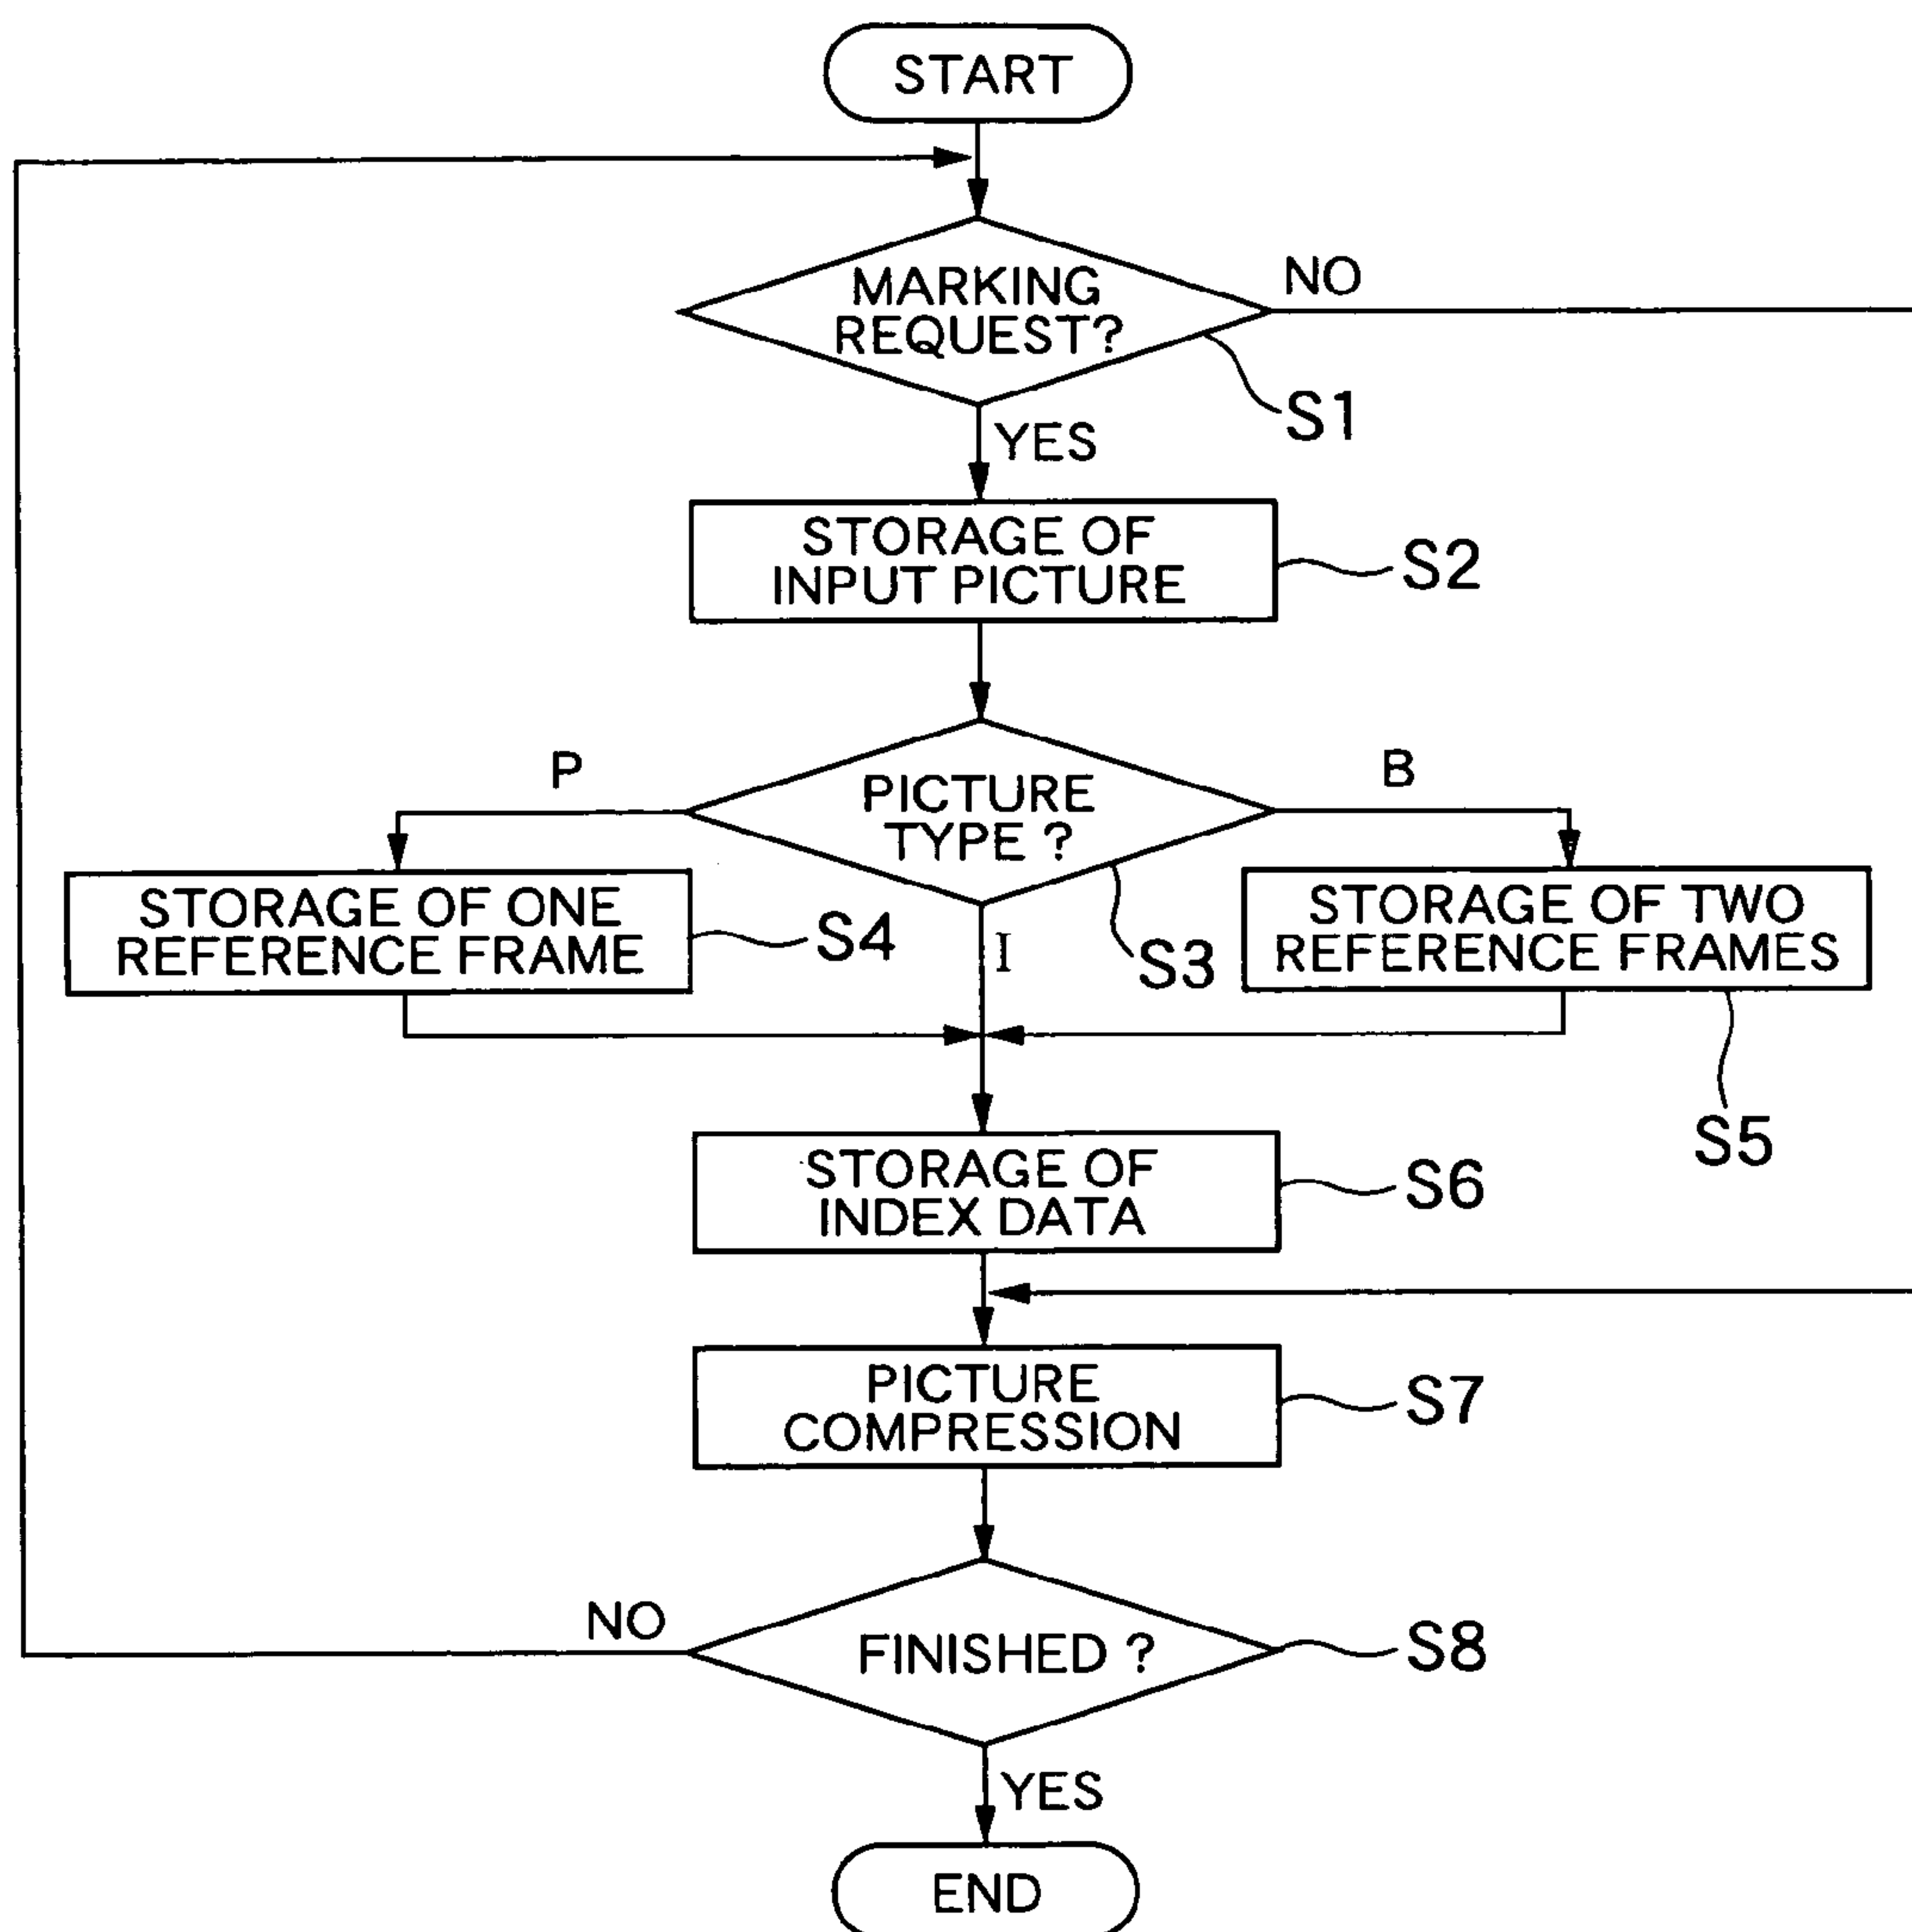 START
MARKING
REQUEST?
NO
S1
YES
STORAGE OF
INPUT PICTURE
S2
P
PICTURE
TYPE ?
B
STORAGE OF ONE
REFERENCE FRAME
S4
I
S3
STORAGE OF TWO
REFERENCE FRAMES
S5
STORAGE OF
INDEX DATA
S6
PICTURE
COMPRESSION
S7
NO
FINISHED ?
S8
YES
END